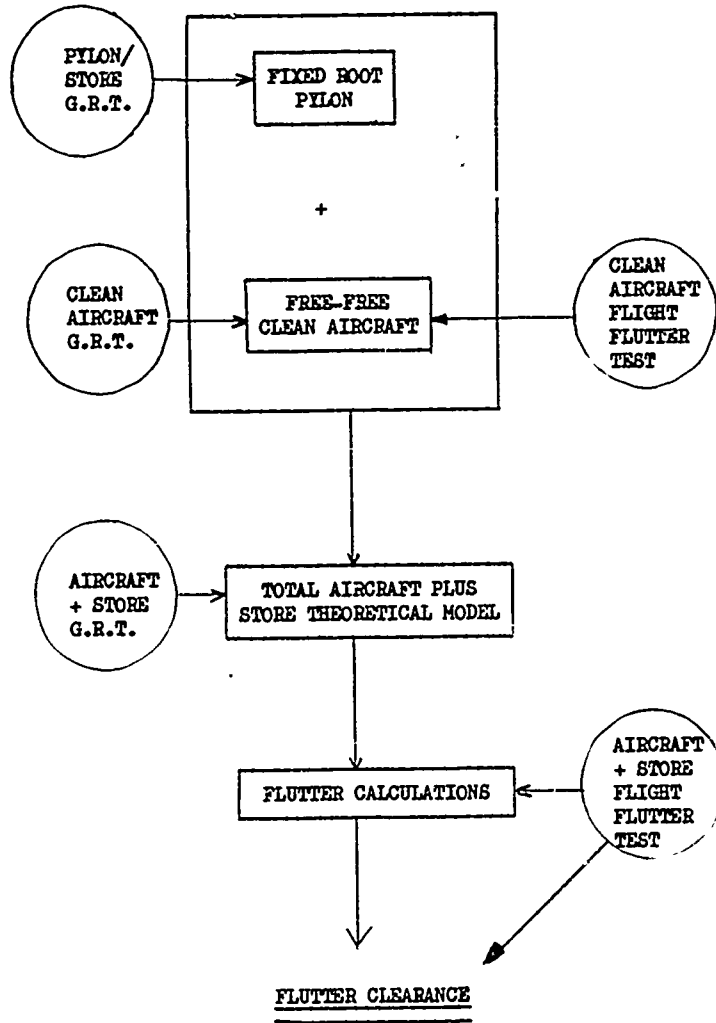 PYLON/
STORE
G.R.T.
FIXED ROOT
PYLON
+
CLEAN
AIRCRAFT
G.R.T.
FREE-FREE
CLEAN AIRCRAFT
CLEAN
AIRCRAFT
FLIGHT
FLUTTER
TEST
AIRCRAFT
+ STORE
G.R.T.
TOTAL AIRCRAFT PLUS
STORE THEORETICAL MODEL
FLUTTER CALCULATIONS
AIRCRAFT
+ STORE
FLIGHT
FLUTTER
TEST
FLUTTER CLEARANCE